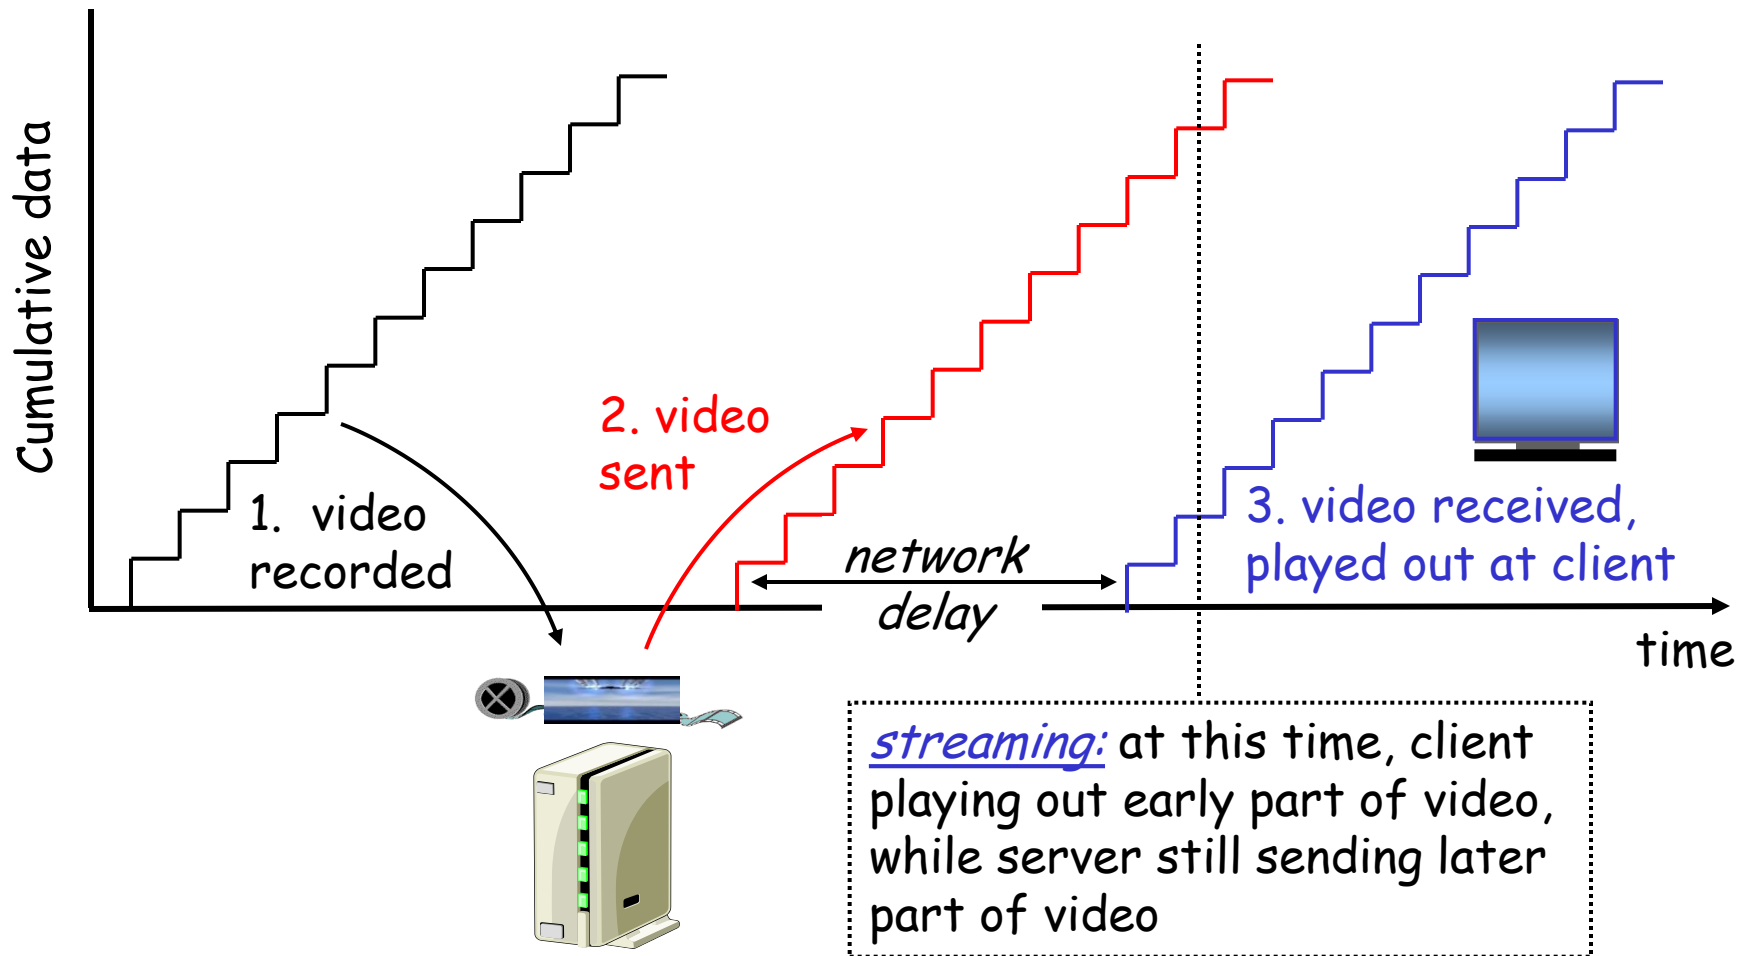 Cumulative data
1. video
recorded
2. video
sent
network
delay
3. video received,
played out at client
time
streaming: at this time, client
playing out early part of video,
while server still sending later
part of video